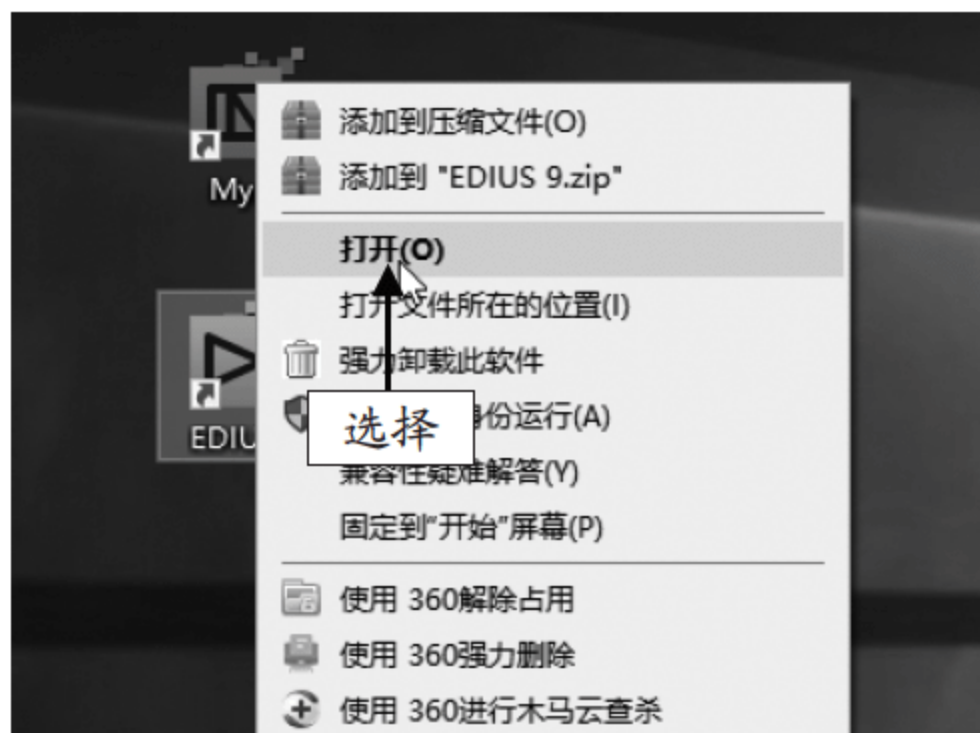 添加到压缩文件(O)
My
添加到 "EDIUS 9.zip"
打开(O)
打开文件所在的位置(I)
强力卸载此软件
选择
份运行(A)
EDIU
兼容性疑难解答(Y)
固定到"开始"屏幕(P)
使用 360解除占用
使用 360强力删除
使用 360进行木马云查杀